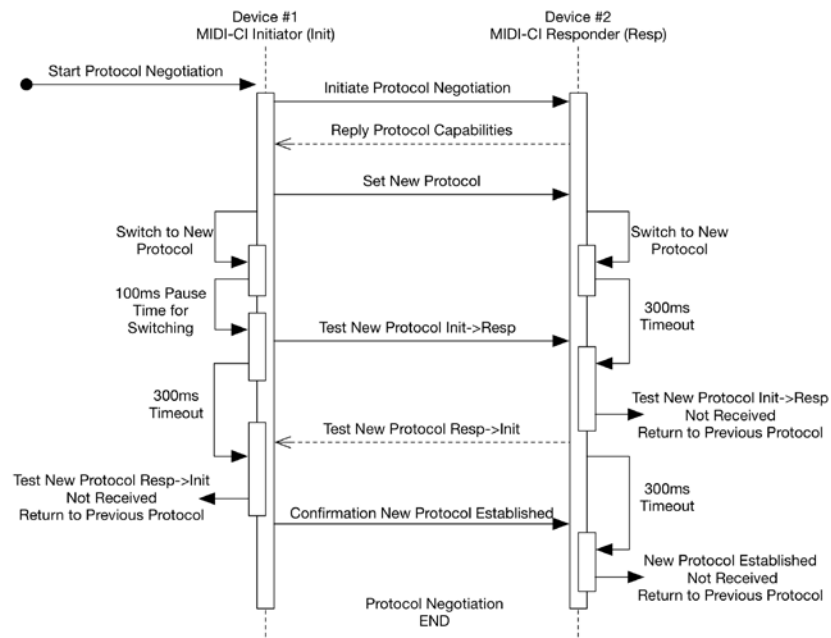 Device #1
MIDI-CI Initiator (Init)
Device #2
MIDI-CI Responder (Resp)
Start Protocol Negotiation
Initiate Protocol Negotiation
Reply Protocol Capabilities
Set New Protocol
Switch to New
Protocol
Switch to New
Protocol
100ms Pause
Time for
Switching
300ms
Timeout
Test New Protocol Init->Resp
300ms
Timeout
Test New Protocol Init->Resp
Not Received
Return to Previous Protocol
Test New Protocol Resp->Init
Test New Protocol Resp->Init
Not Received
Return to Previous Protocol
300ms
Timeout
Confirmation New Protocol Established
New Protocol Established
Not Received
Return to Previous Protocol
Protocol Negotiation
END